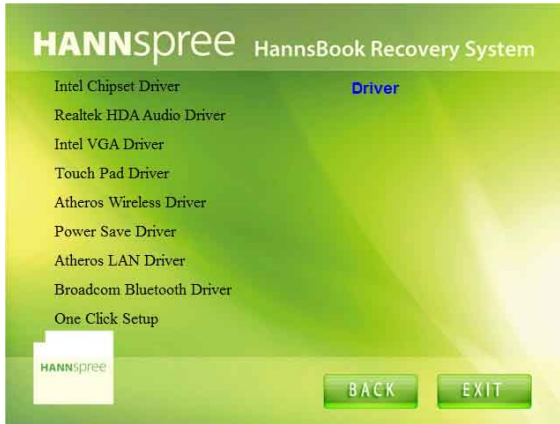 HANNspree HannsBook Recovery System
Driver
Intel Chipset Driver
Realtek HDA Audio Driver
Intel VGA Driver
Touch Pad Driver
Atheros Wireless Driver
Power Save Driver
Atheros LAN Driver
Broadcom Bluetooth Driver
One Click Setup
HANNspree
BACK EXIT